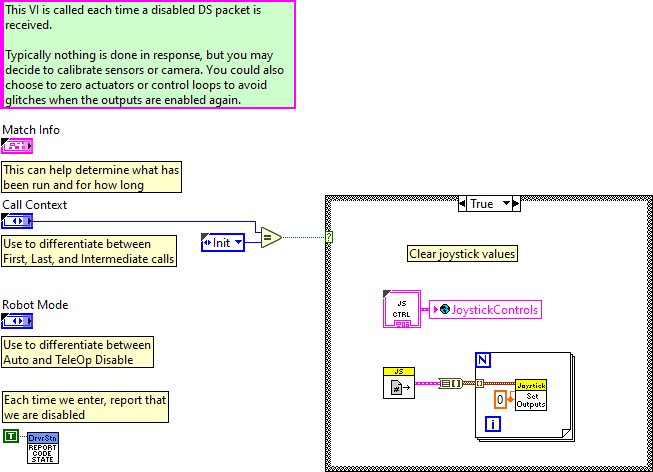 This VI is called each time a disabled DS packet is
received.
Typically nothing is done in response, but you may
decide to calibrate sensors or camera. You could also
choose to zero actuators or control loops to avoid
glitches when the outputs are enabled again.
Match Info
This can help determine what has
been run and for how long
Call Context
Init
=
?
True
Use to differentiate between
First, Last, and Intermediate calls
Clear joystick values
JS
CTRL
JoystickControls
Robot Mode
Use to differentiate between
Auto and TeleOp Disable
JS
#
N
Joystick
Set
Outputs
0
i
Each time we enter, report that
we are disabled
T
DrvrStn
REPORT
CODE
STATE